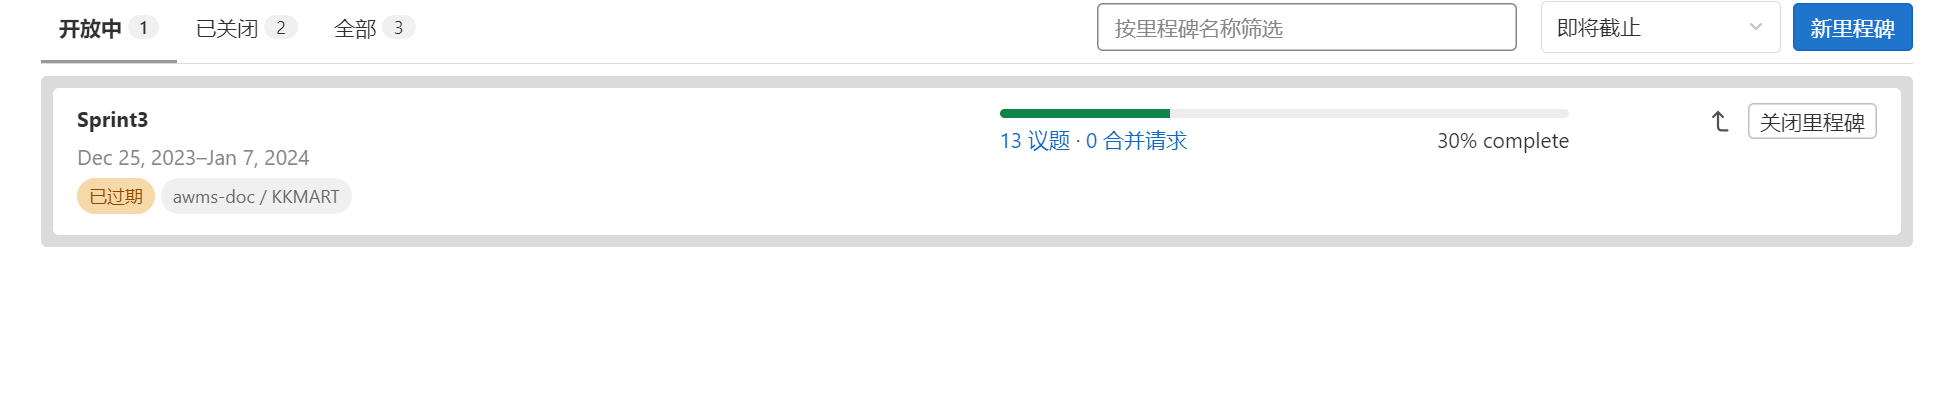 开放中 1 已关闭 2 全部 3 按里程碑名称筛选 即将截止 新里程碑
Sprint3
关闭里程碑
13 议题 · 0 合并请求 30% complete
Dec 25, 2023–Jan 7, 2024
已过期 awms-doc / KKMART